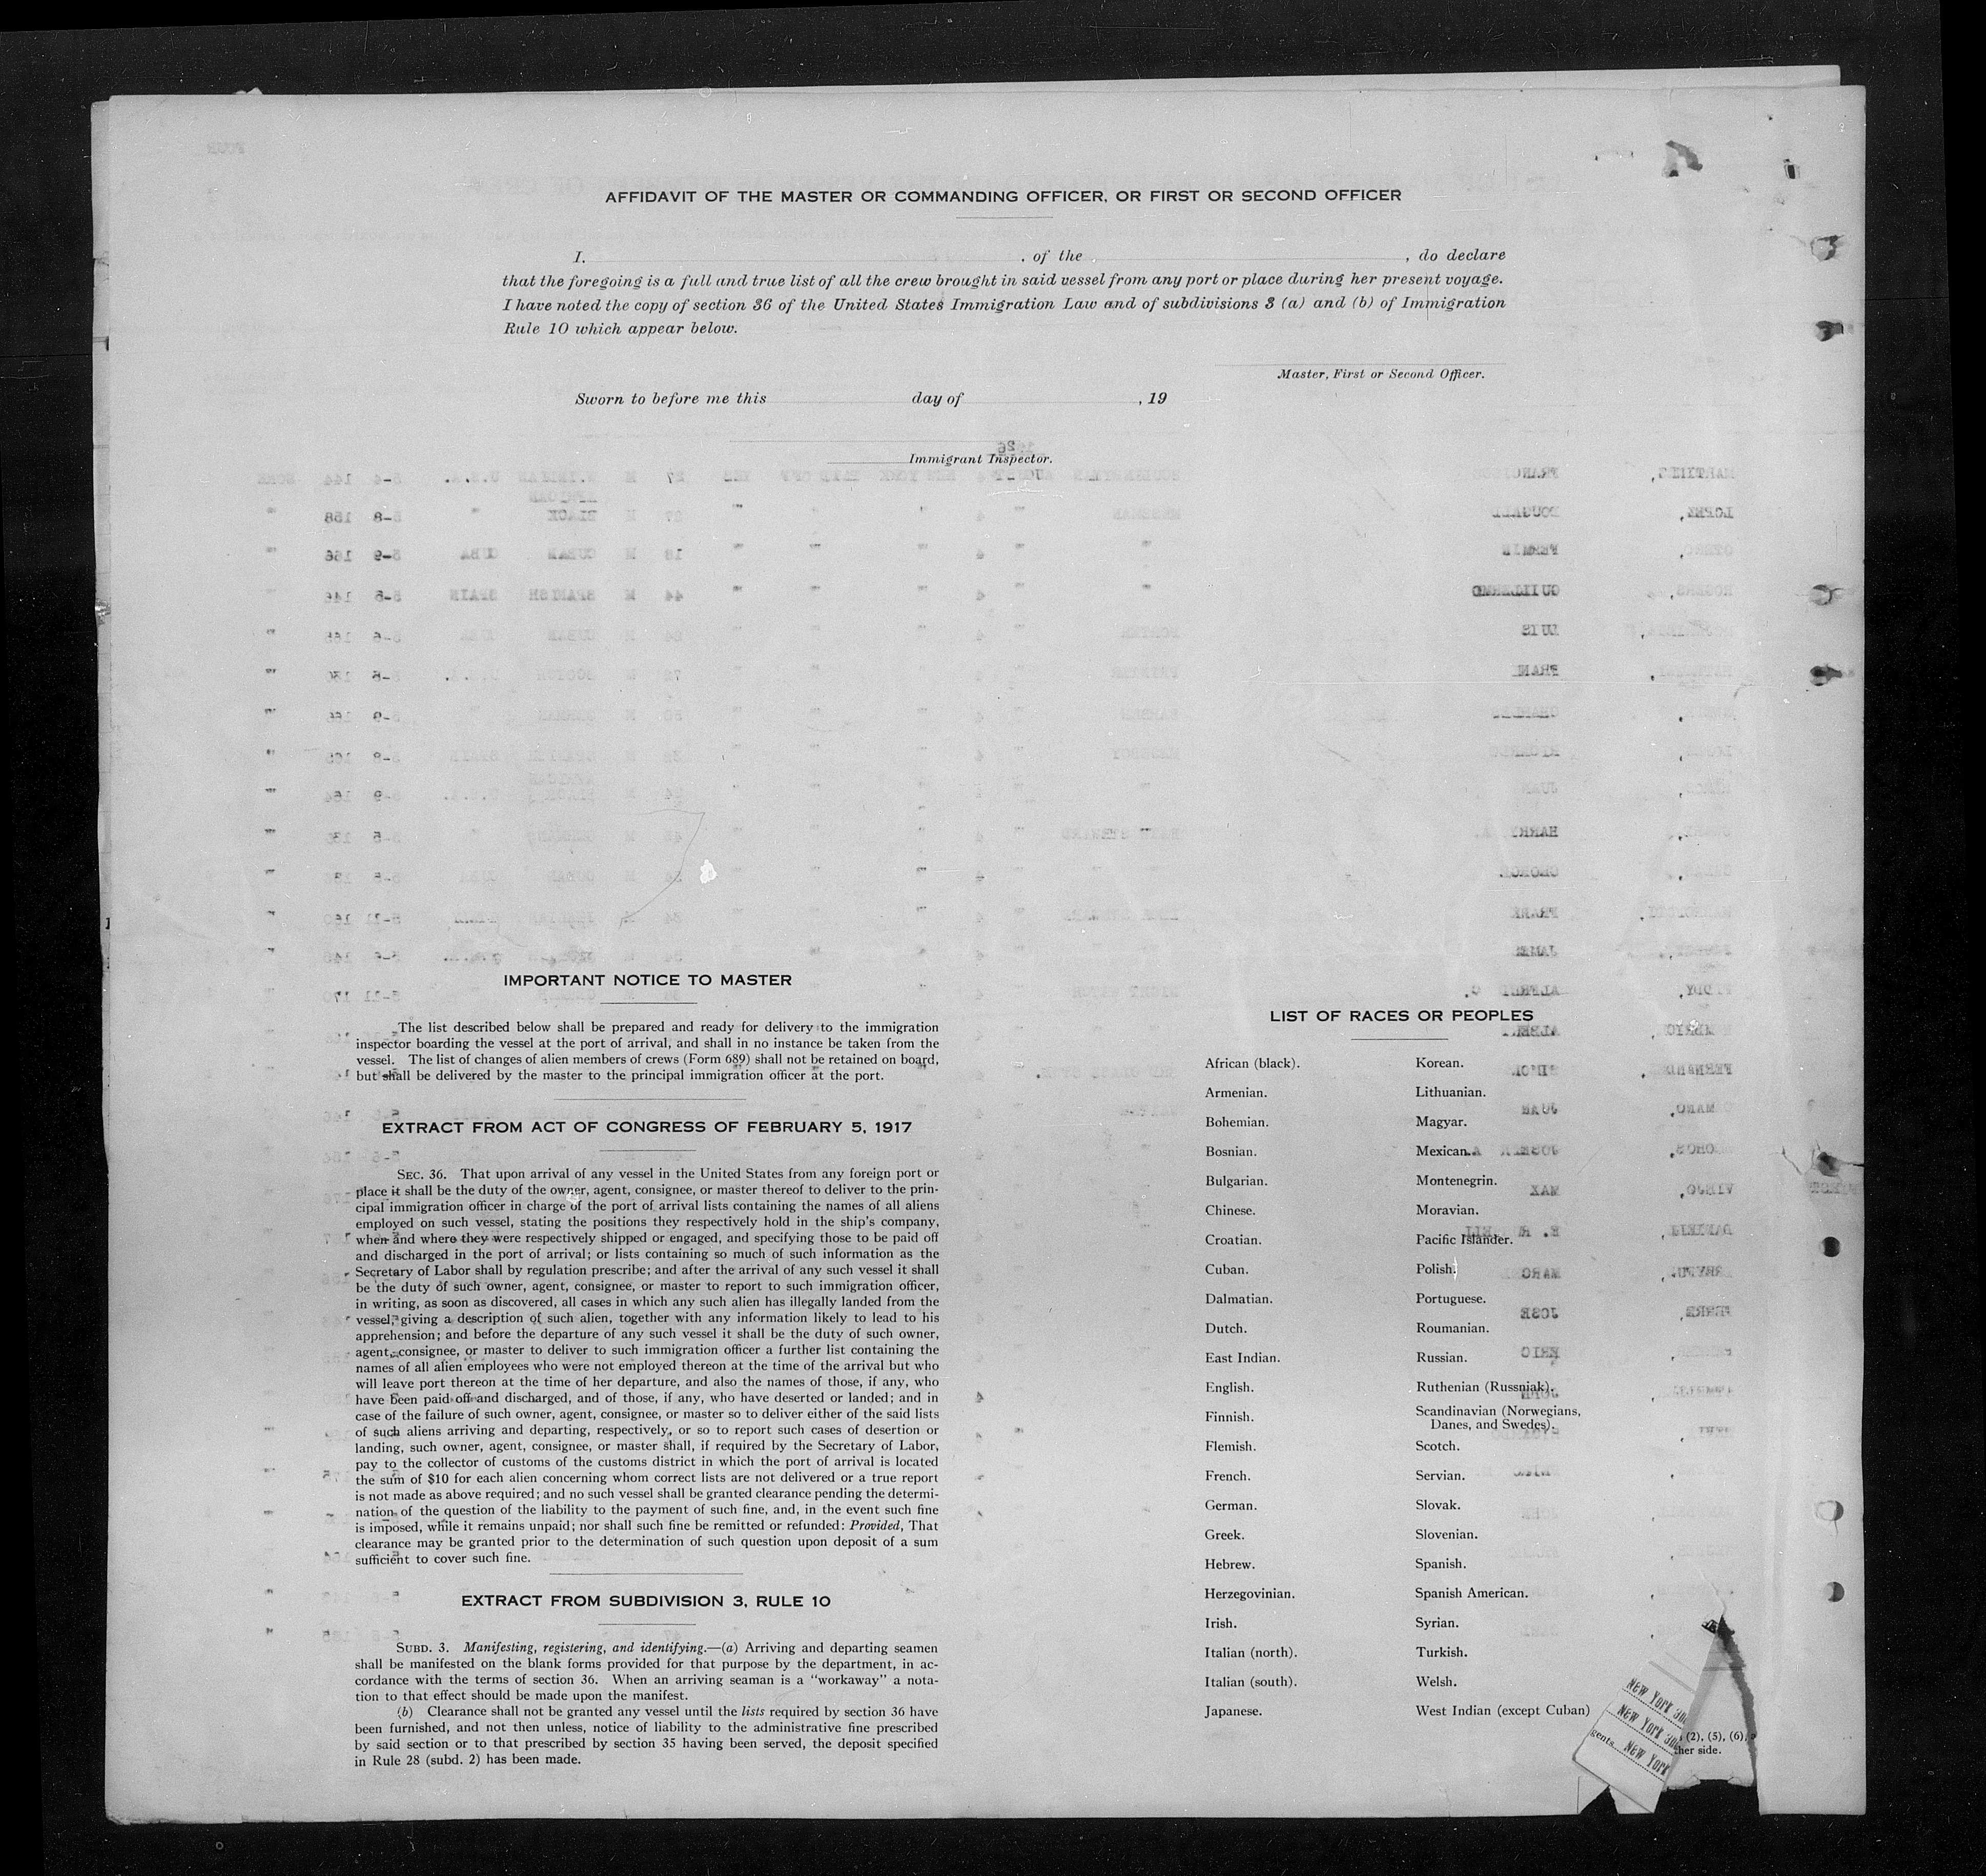 AFFIDAVIT OF THE MASTER OR COMMANDING OFFICER, OR FIRST OR SECOND OFFICER
I, , of the , do declare
that the foregoing is a full and true list of all the crew brought in said vessel from any port or place during her present voyage.
I have noted the copy of section 36 of the United States Immigration Law and of subdivisions 3 (a) and (b) of Immigration
Rule 10 which appear below.
Master, First or Second Officer.
Sworn to before me this day of , 19
Immigrant Inspector.
IMPORTANT NOTICE TO MASTER
The list described below shall be prepared and ready for delivery to the immigration
inspector boarding the vessel at the port of arrival, and shall in no instance be taken from the
vessel. The list of changes of alien members of crews (Form 689) shall not be retained on board,
but shall be delivered by the master to the principal immigration officer at the port.
EXTRACT FROM ACT OF CONGRESS OF FEBRUARY 5, 1917
SEC. 36. That upon arrival of any vessel in the United States from any foreign port or
place it shall be the duty of the owner, agent, consignee, or master thereof to deliver to the prin-
cipal immigration officer in charge of the port of arrival lists containing the names of all aliens
employed on such vessel, stating the positions they respectively hold in the ship's company,
when and where they were respectively shipped or engaged, and specifying those to be paid off
and discharged in the port of arrival; or lists containing so much of such information as the
Secretary of Labor shall by regulation prescribe; and after the arrival of any such vessel it shall
be the duty of such owner, agent, consignee, or master to report to such immigration officer,
in writing, as soon as discovered, all cases in which any such alien has illegally landed from the
vessel, giving a description of such alien, together with any information likely to lead to his
apprehension; and before the departure of any such vessel it shall be the duty of such owner,
agent, consignee, or master to deliver to such immigration officer a further list containing the
names of all alien employees who were not employed thereon at the time of the arrival but who
will leave port thereon at the time of her departure, and also the names of those, if any, who
have been paid off and discharged, and of those, if any, who have deserted or landed; and in
case of the failure of such owner, agent, consignee, or master so to deliver either of the said lists
of such aliens arriving and departing, respectively, or so to report such cases of desertion or
landing, such owner, agent, consignee, or master shall, if required by the Secretary of Labor,
pay to the collector of customs of the customs district in which the port of arrival is located
the sum of $10 for each alien concerning whom correct lists are not delivered or a true report
is not made as above required; and no such vessel shall be granted clearance pending the determi-
nation of the question of the liability to the payment of such fine, and, in the event such fine
is imposed, while it remains unpaid; nor shall such fine be remitted or refunded: Provided, That
clearance may be granted prior to the determination of such question upon deposit of a sum
sufficient to cover such fine.
EXTRACT FROM SUBDIVISION 3, RULE 10
SUBD. 3. Manifesting, registering, and identifying.—(a) Arriving and departing seamen
shall be manifested on the blank forms provided for that purpose by the department, in ac-
cordance with the terms of section 36. When an arriving seaman is a "workaway" a nota-
tion to that effect should be made upon the manifest.
(b) Clearance shall not be granted any vessel until the lists required by section 36 have
been furnished, and not then unless, notice of liability to the administrative fine prescribed
by said section or to that prescribed by section 35 having been served, the deposit specified
in Rule 28 (subd. 2) has been made.
LIST OF RACES OR PEOPLES
African (black). Korean.
Armenian. Lithuanian.
Bohemian. Magyar.
Bosnian. Mexican.
Bulgarian. Montenegrin.
Chinese. Moravian.
Croatian. Pacific Islander.
Cuban. Polish.
Dalmatian. Portuguese.
Dutch. Roumanian.
East Indian. Russian.
English. Ruthenian (Russniak).
Finnish. Scandinavian (Norwegians,
Danes, and Swedes).
Flemish. Scotch.
French. Servian.
German. Slovak.
Greek. Slovenian.
Hebrew. Spanish.
Herzegovinian. Spanish American.
Irish. Syrian.
Italian (north). Turkish.
Italian (south). Welsh.
Japanese. West Indian (except Cuban)
New York
New York
gents. New York
(2), (5), (6)
her side.